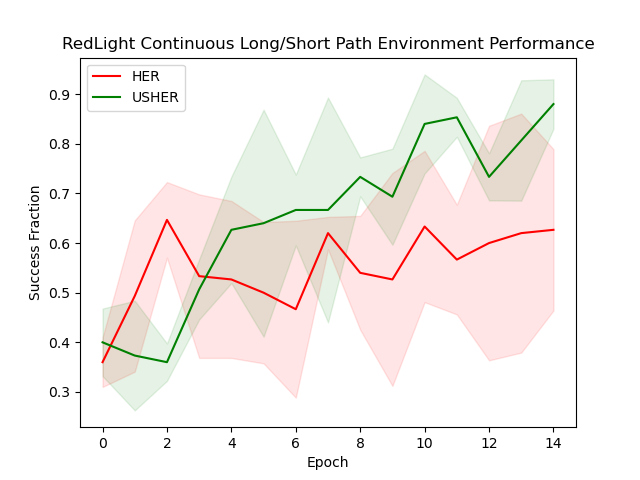 RedLight Continuous Long/Short Path Environment Performance
HER
USHER
0.9
0.8
0.7
0.6
0.5
0.4
0.3
Success Fraction
0 2 4 6 8 10 12 14
Epoch